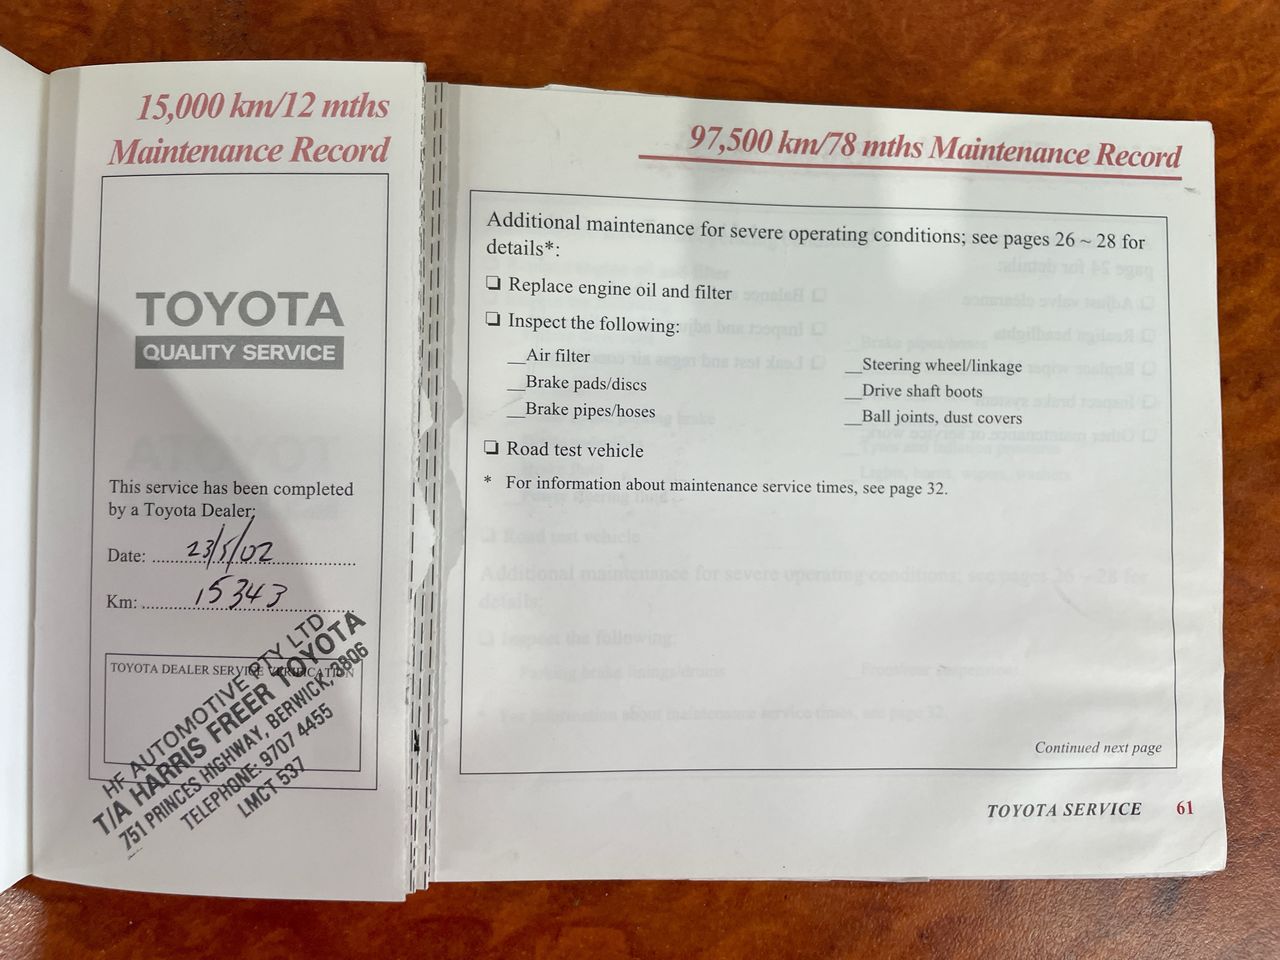 15,000 km/12 mths
Maintenance Record
TOYOTA
QUALITY SERVICE
This service has been completed
by a Toyota Dealer;
Date: 23/5/02
Km: 15343
TOYOTA DEALER SERVICE VERIFICATION
HF AUTOMOTIVE PTY LTD
T/A HARRIS FREER TOYOTA
751 PRINCES HIGHWAY, BERWICK, 3806
TELEPHONE: 9707 4455
LMCT 537
97,500 km/78 mths Maintenance Record
Additional maintenance for severe operating conditions; see pages 26 ~ 28 for
details*:
❏ Replace engine oil and filter
❏ Inspect the following:
__Air filter
__Brake pads/discs
__Brake pipes/hoses
__Steering wheel/linkage
__Drive shaft boots
__Ball joints, dust covers
❏ Road test vehicle
* For information about maintenance service times, see page 32.
Continued next page
TOYOTA SERVICE 61